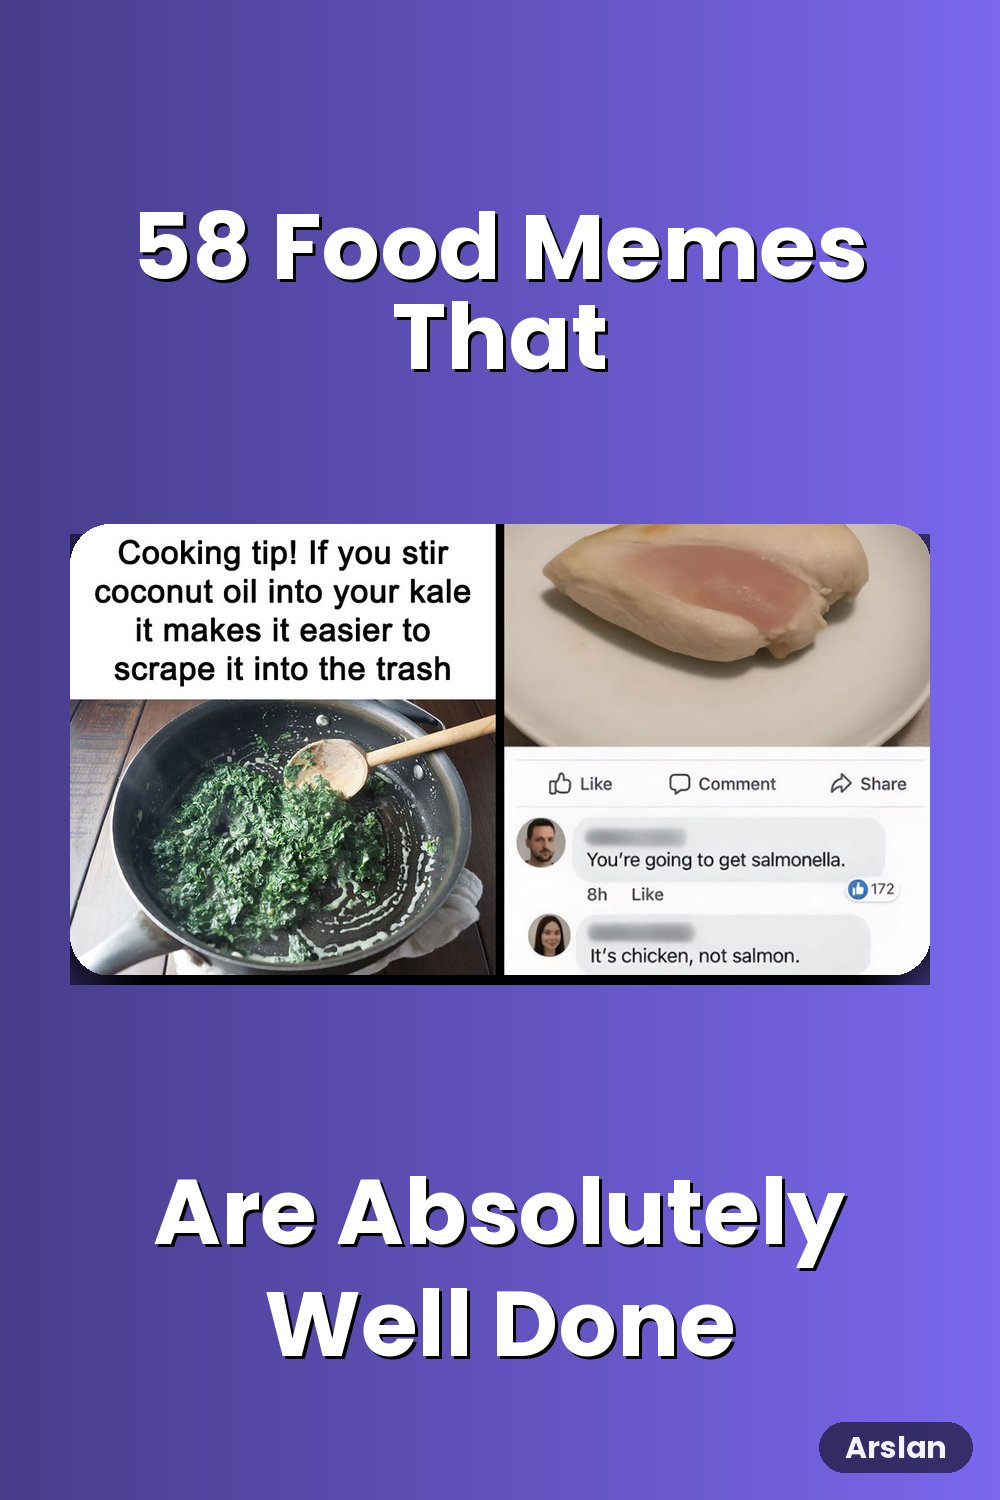 58 Food Memes
That
Cooking tip! If you stir
coconut oil into your kale
it makes it easier to
scrape it into the trash
Like Comment Share
You’re going to get salmonella.
8h Like 172
It’s chicken, not salmon.
Are Absolutely
Well Done
Arslan